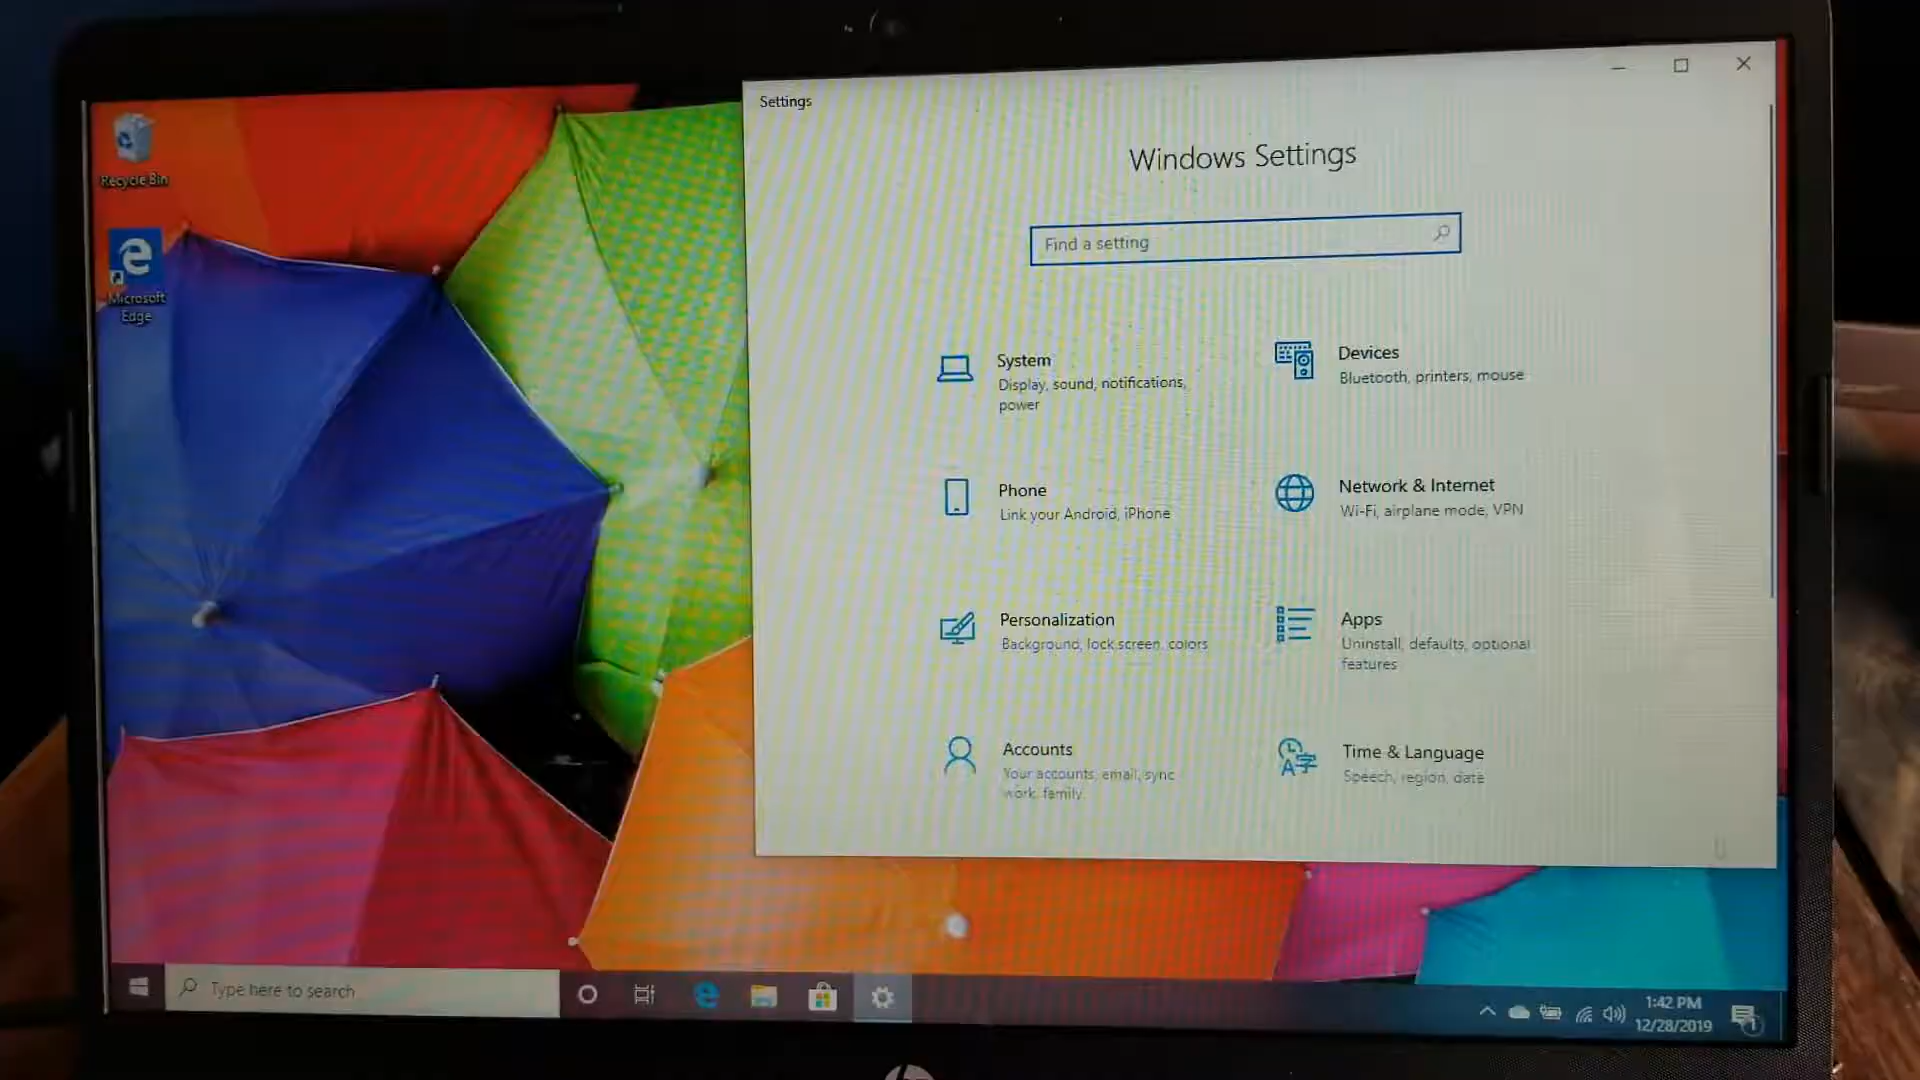 Recycle Bin
Microsoft
Edge
Settings
Windows Settings
Find a setting
System
Display, sound, notifications,
power
Devices
Bluetooth, printers, mouse
Phone
Link your Android, iPhone
Network & Internet
Wi-Fi, airplane mode, VPN
Personalization
Background, lock screen, colors
Apps
Uninstall, defaults, optional
features
Accounts
Your accounts, email, sync,
work, family
Time & Language
Speech, region, date
Type here to search
1:42 PM
12/28/2019
1